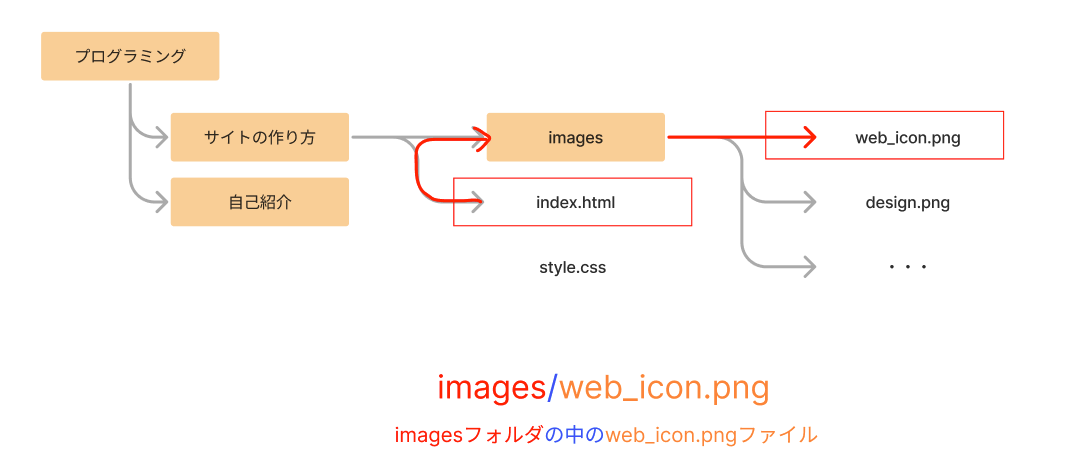 プログラミング
サイトの作り方
images
web_icon.png
自己紹介
index.html
design.png
style.css
・・・
images/web_icon.png
imagesフォルダの中のweb_icon.pngファイル